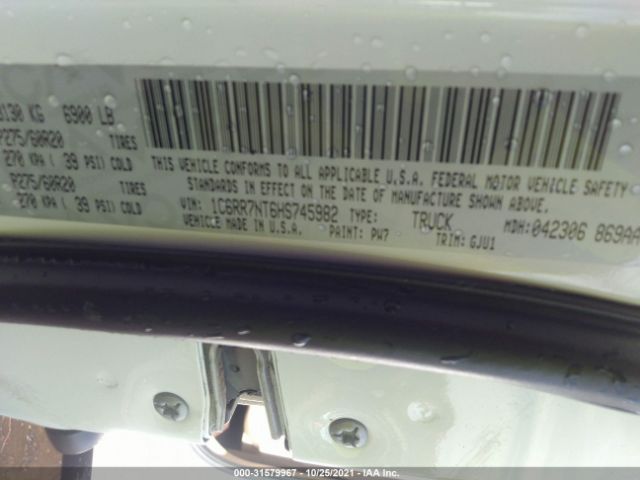 3130 KG 6900 LB
P275/60R20 TIRES
270 KPA ( 39 PSI) COLD
P275/60R20 TIRES
270 KPA ( 39 PSI) COLD
THIS VEHICLE CONFORMS TO ALL APPLICABLE U.S.A. FEDERAL MOTOR VEHICLE SAFETY
STANDARDS IN EFFECT ON THE DATE OF MANUFACTURE SHOWN ABOVE.
VIN: 1C6RR7NT6HS745982 TYPE: TRUCK MDH:042306 869AA
VEHICLE MADE IN U.S.A. PAINT: PW7 TRIM: GJU1
000-31579967 - 10/25/2021 - IAA Inc.